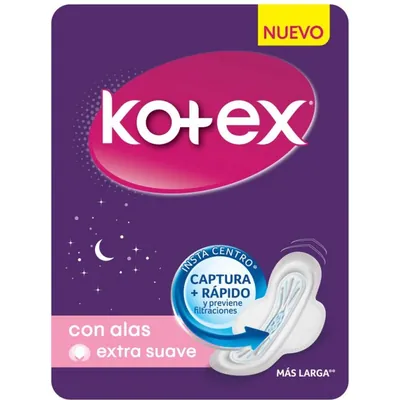 NUEVO
kotex®
INSTA CENTRO®
CAPTURA
+ RÁPIDO
y previene
filtraciones
con alas
extra suave
MÁS LARGA**